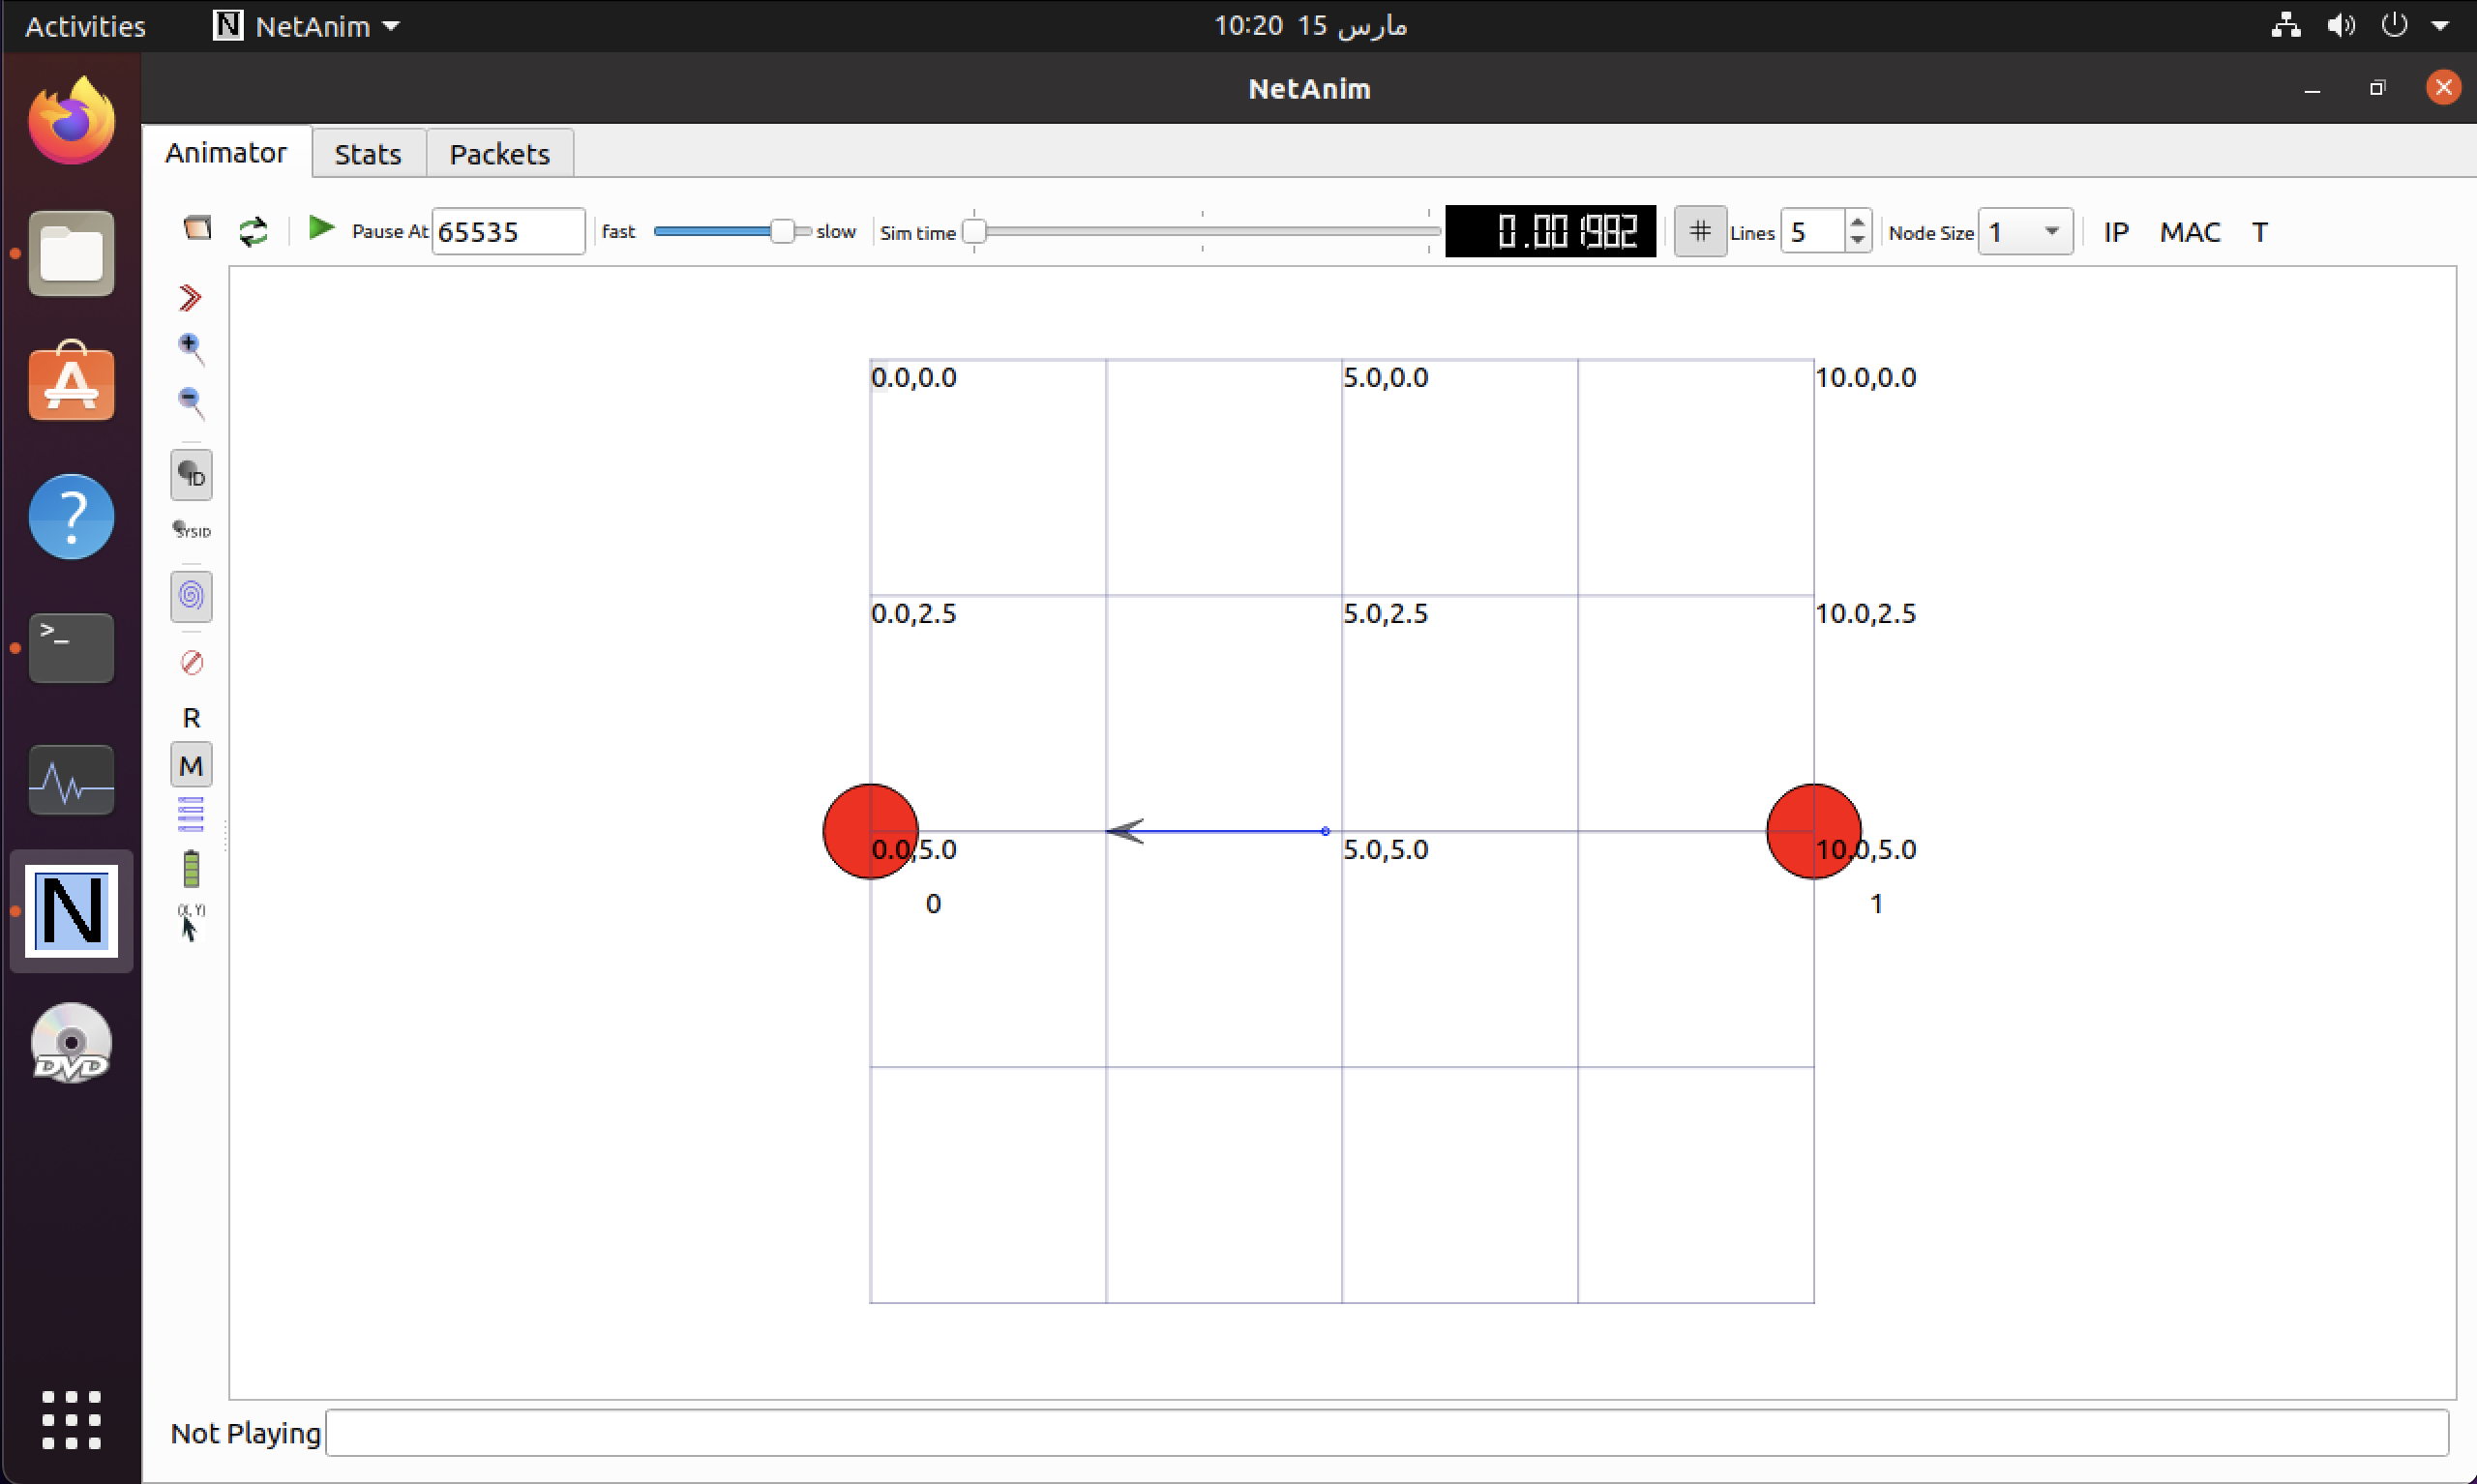 Activities NetAnim 10:20 15 مارس
NetAnim
Animator Stats Packets
Pause At 65535 fast slow Sim time 0.001982 # Lines 5 Node Size 1 IP MAC T
ID
SYSID
R
M
(X, Y)
0.0,0.0 5.0,0.0 10.0,0.0
0.0,2.5 5.0,2.5 10.0,2.5
0.0,5.0 5.0,5.0 10.0,5.0
0 1
>_
?
N
DVD
Not Playing